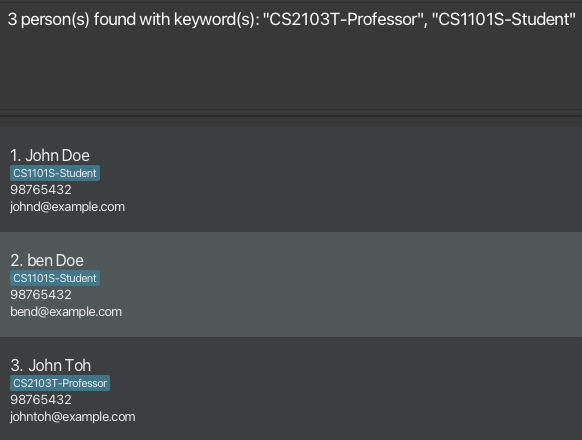 3 person(s) found with keyword(s): "CS2103T-Professor", "CS1101S-Student"
1. John Doe
CS1101S-Student
98765432
johnd@example.com
2. ben Doe
CS1101S-Student
98765432
bend@example.com
3. John Toh
CS2103T-Professor
98765432
johntoh@example.com